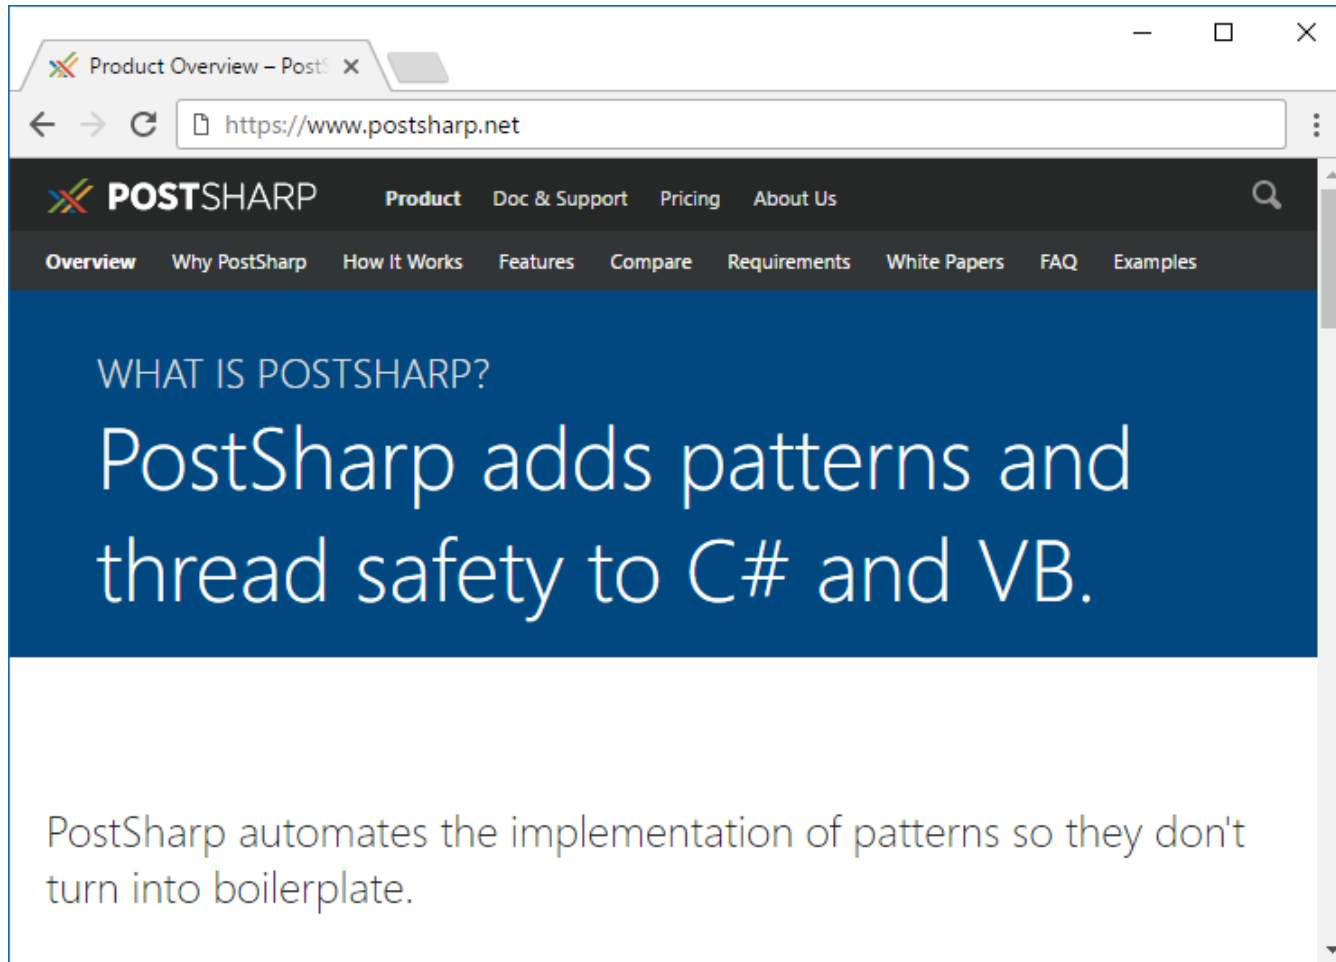 Product Overview – Post
https://www.postsharp.net
POSTSHARP Product Doc & Support Pricing About Us
Overview Why PostSharp How It Works Features Compare Requirements White Papers FAQ Examples
WHAT IS POSTSHARP?
PostSharp adds patterns and
thread safety to C# and VB.
PostSharp automates the implementation of patterns so they don't
turn into boilerplate.